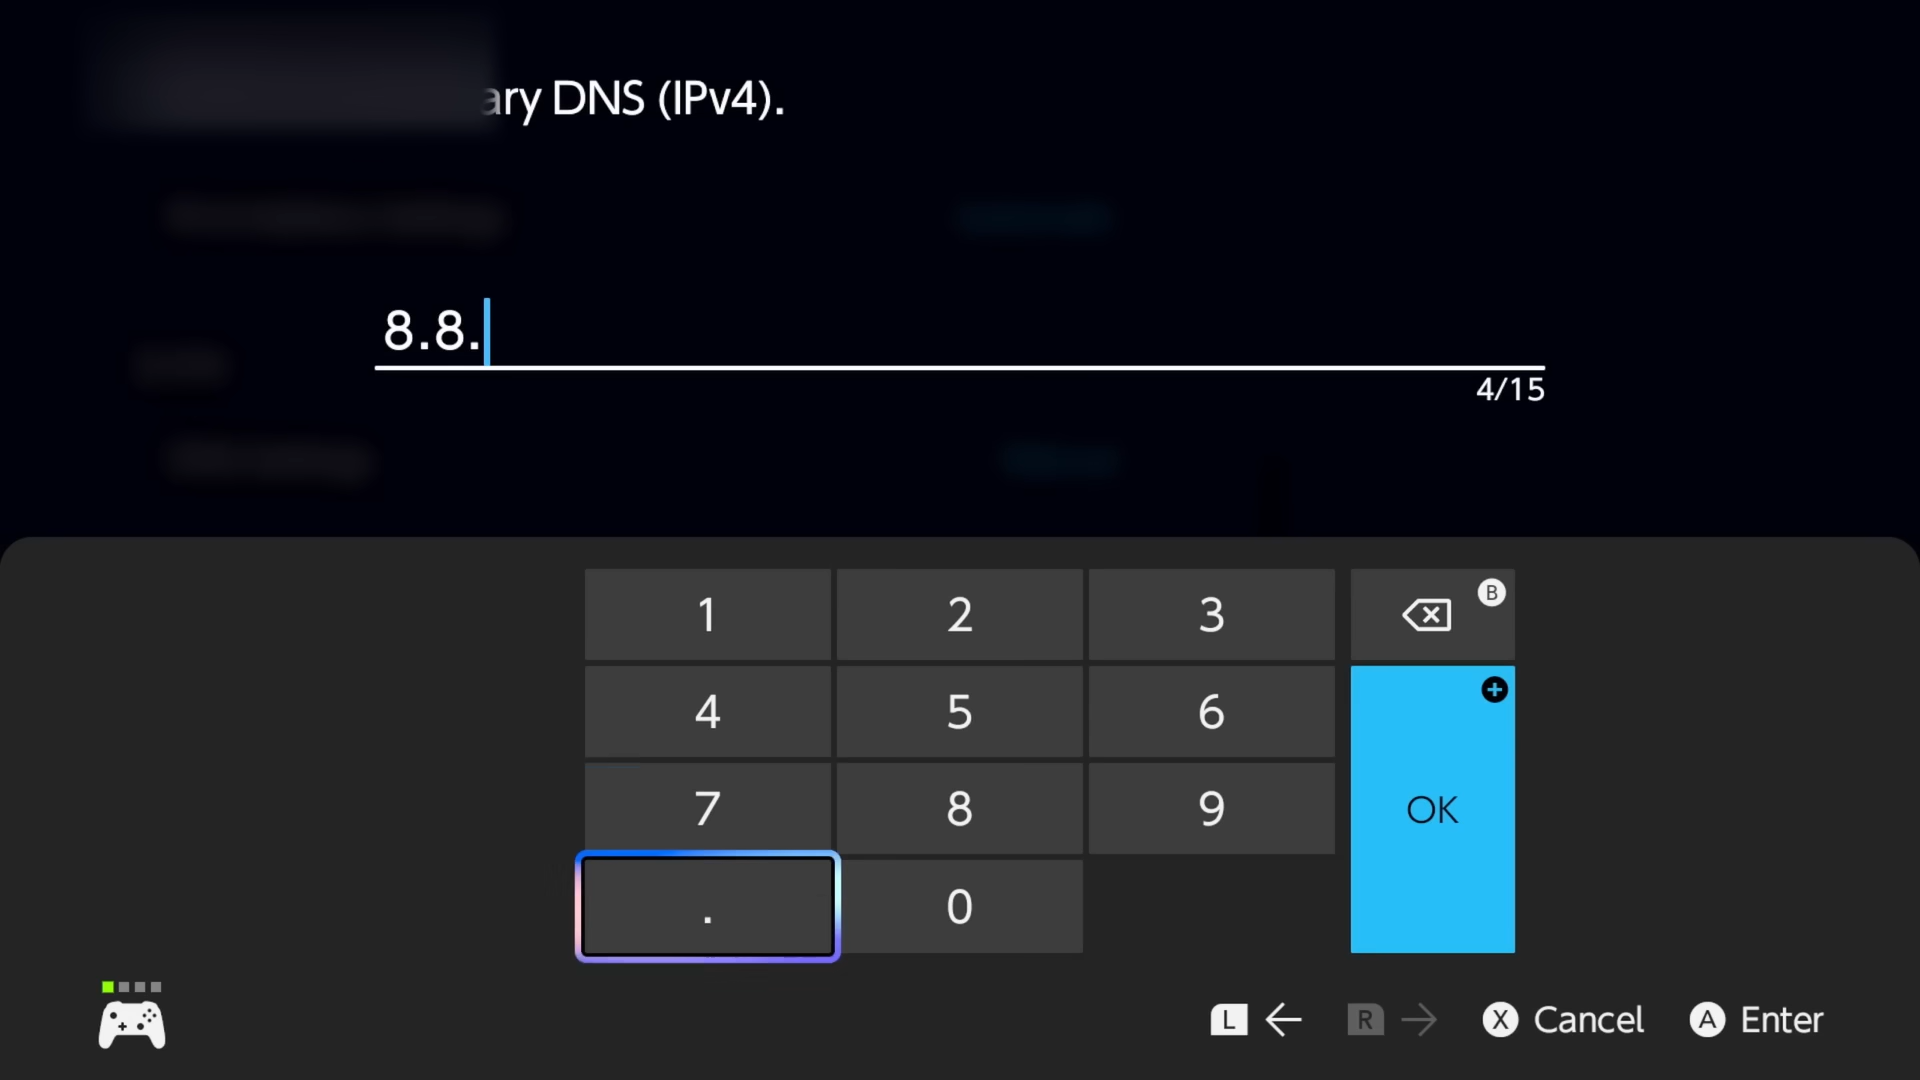 DNS (IPv4).
8.8.
4/15
1 2 3 B
4 5 6 +
7 8 9 OK
. 0
L ← R → X Cancel A Enter